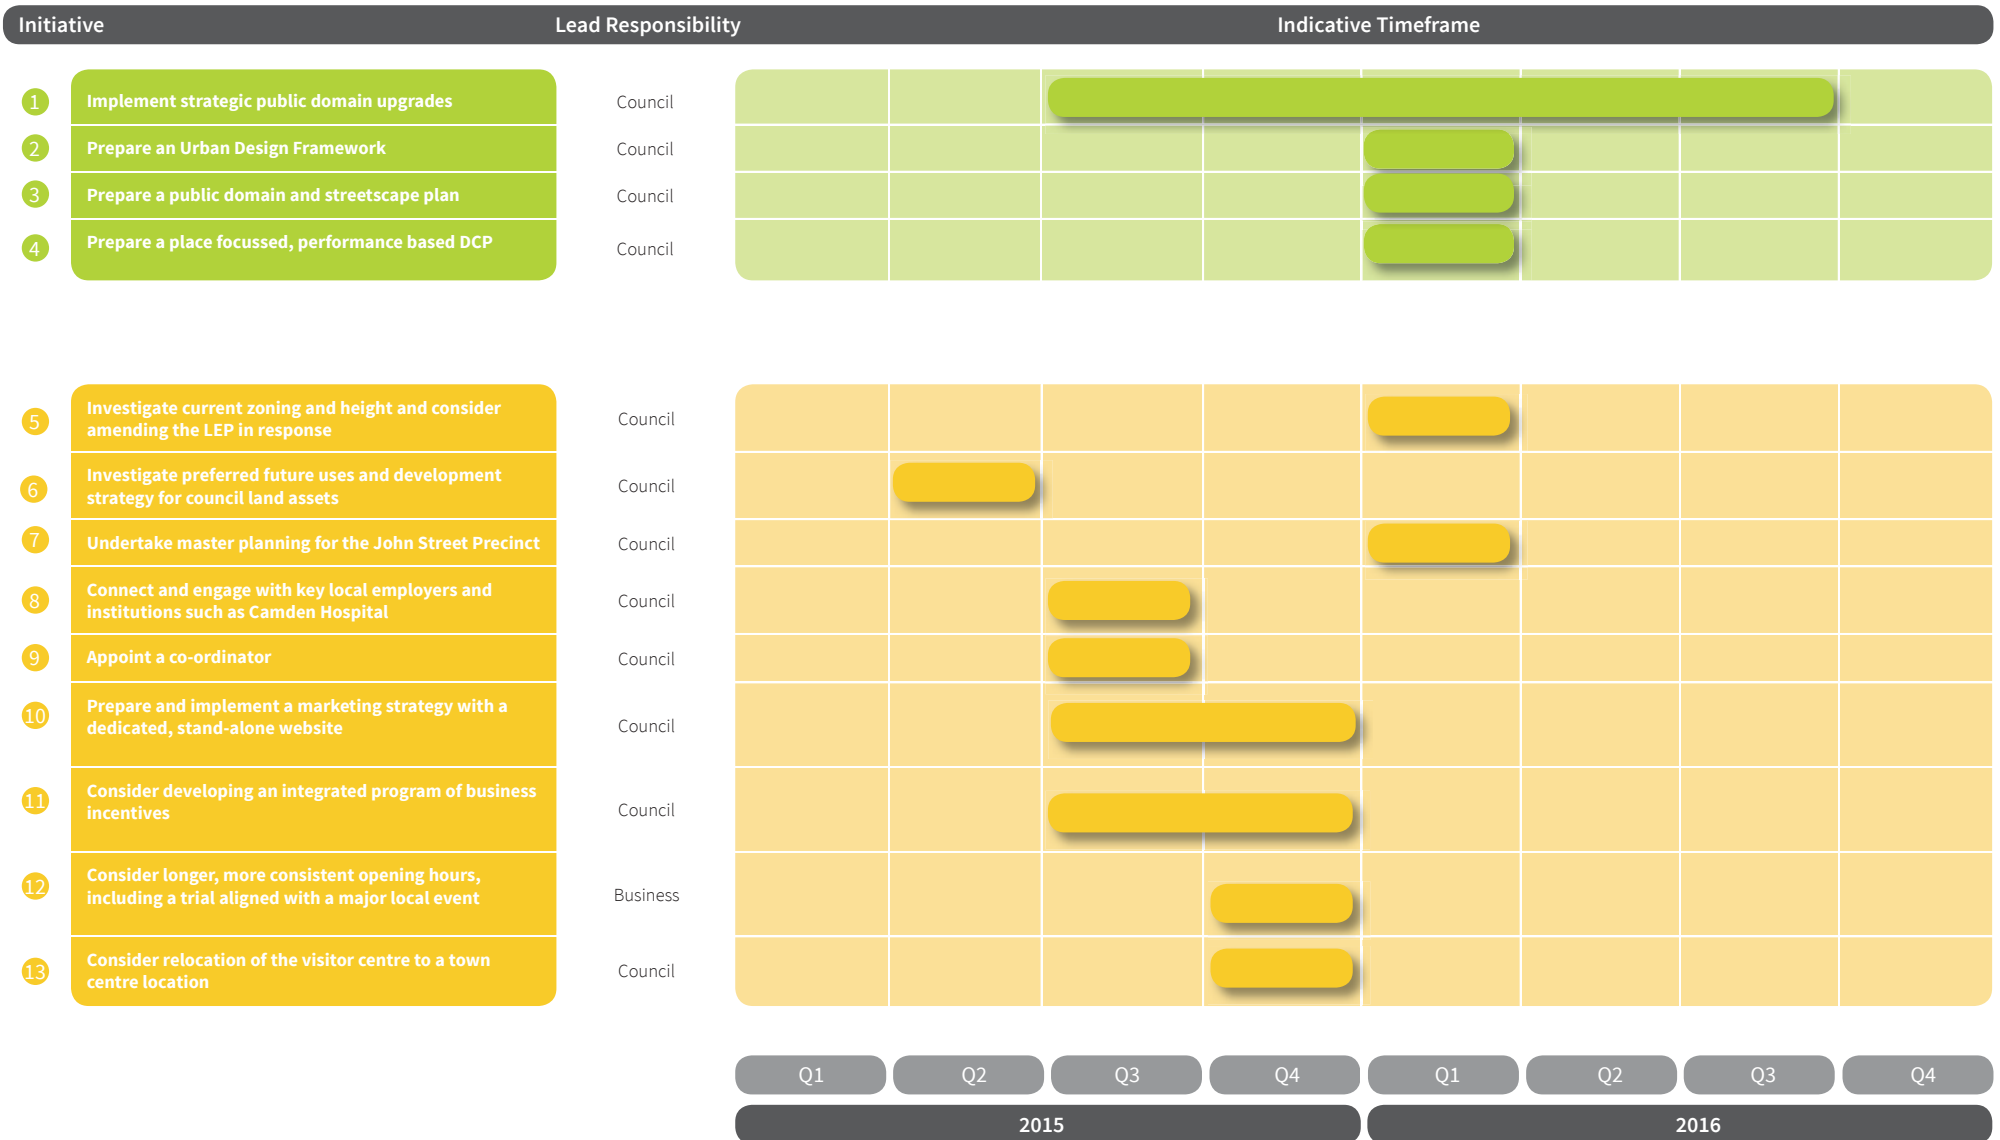 Initiative Lead Responsibility Indicative Timeframe
1 Implement strategic public domain upgrades Council
2 Prepare an Urban Design Framework Council
3 Prepare a public domain and streetscape plan Council
4 Prepare a place focussed, performance based DCP Council
5 Investigate current zoning and height and consider
amending the LEP in response Council
6 Investigate preferred future uses and development
strategy for council land assets Council
7 Undertake master planning for the John Street Precinct Council
8 Connect and engage with key local employers and
institutions such as Camden Hospital Council
9 Appoint a co-ordinator Council
10 Prepare and implement a marketing strategy with a
dedicated, stand-alone website Council
11 Consider developing an integrated program of business
incentives Council
12 Consider longer, more consistent opening hours,
including a trial aligned with a major local event Business
13 Consider relocation of the visitor centre to a town
centre location Council
Q1 Q2 Q3 Q4 Q1 Q2 Q3 Q4
2015 2016